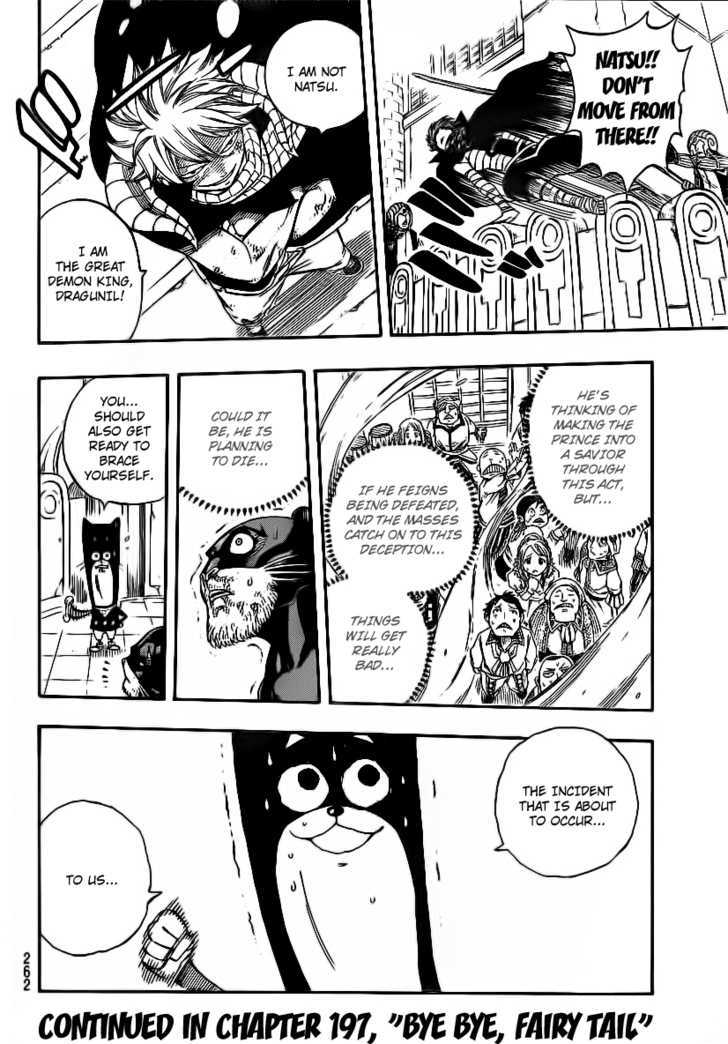 NATSU!!
DON'T
MOVE FROM
THERE!!
I AM NOT
NATSU.
I AM
THE GREAT
DEMON KING,
DRAGUNIL!
HE'S
THINKING OF
MAKING THE
PRINCE INTO
A SAVIOR
THROUGH
THIS ACT,
BUT...
IF HE FEIGNS
BEING DEFEATED,
AND THE MASSES
CATCH ON TO THIS
DECEPTION...
THINGS
WILL GET
REALLY
BAD...
COULD IT
BE, HE IS
PLANNING
TO DIE...
YOU...
SHOULD
ALSO GET
READY TO
BRACE
YOURSELF.
THE INCIDENT
THAT IS ABOUT
TO OCCUR...
TO US...
262
CONTINUED IN CHAPTER 197, "BYE BYE, FAIRY TAIL"